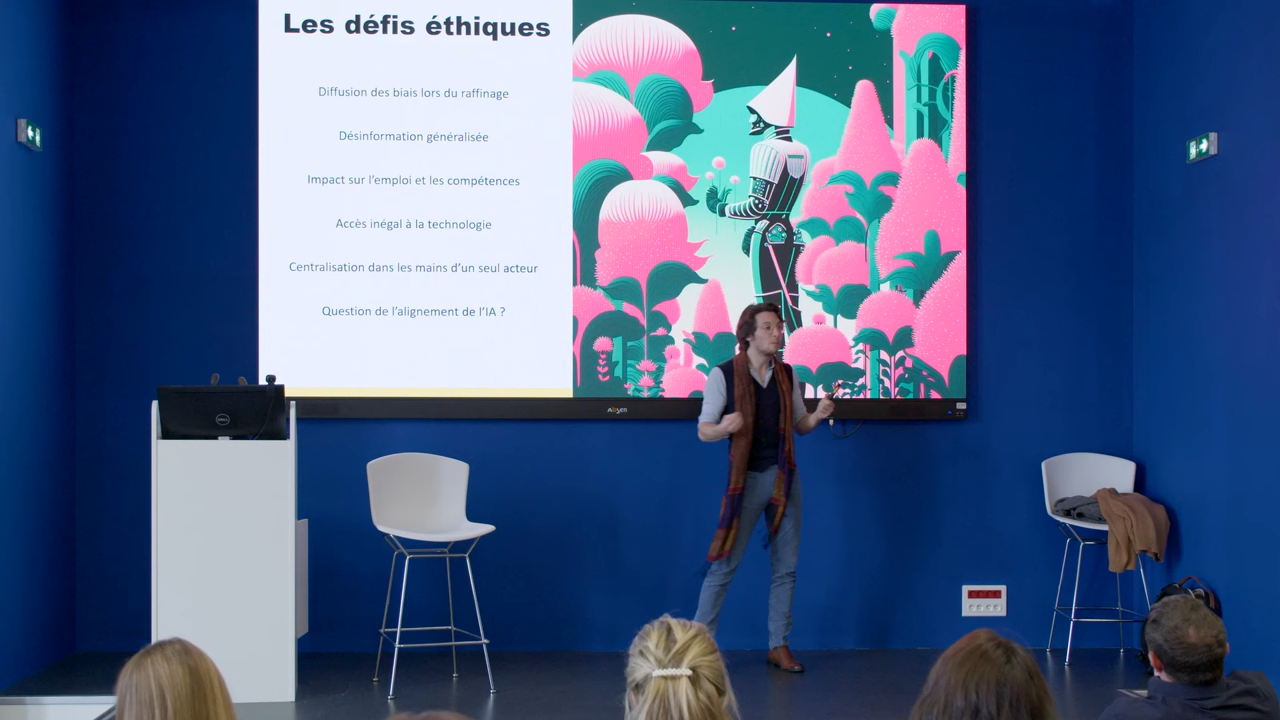 Les défis éthiques
Diffusion des biais lors du raffinage
Désinformation généralisée
Impact sur l'emploi et les compétences
Accès inégal à la technologie
Centralisation dans les mains d'un seul acteur
Question de l'alignement de l'IA ?
DELL